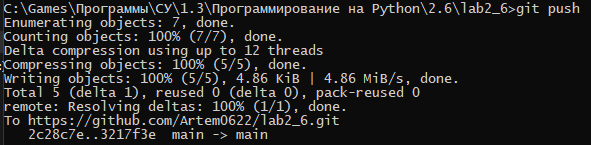 C:\Games\Программы\СУ\1.3\Программирование на Python\2.6\lab2_6>git push
Enumerating objects: 7, done.
Counting objects: 100% (7/7), done.
Delta compression using up to 12 threads
Compressing objects: 100% (5/5), done.
Writing objects: 100% (5/5), 4.86 KiB | 4.86 MiB/s, done.
Total 5 (delta 1), reused 0 (delta 0), pack-reused 0
remote: Resolving deltas: 100% (1/1), done.
To https://github.com/Artem0622/lab2_6.git
   2c28c7e..3217f3e  main -> main